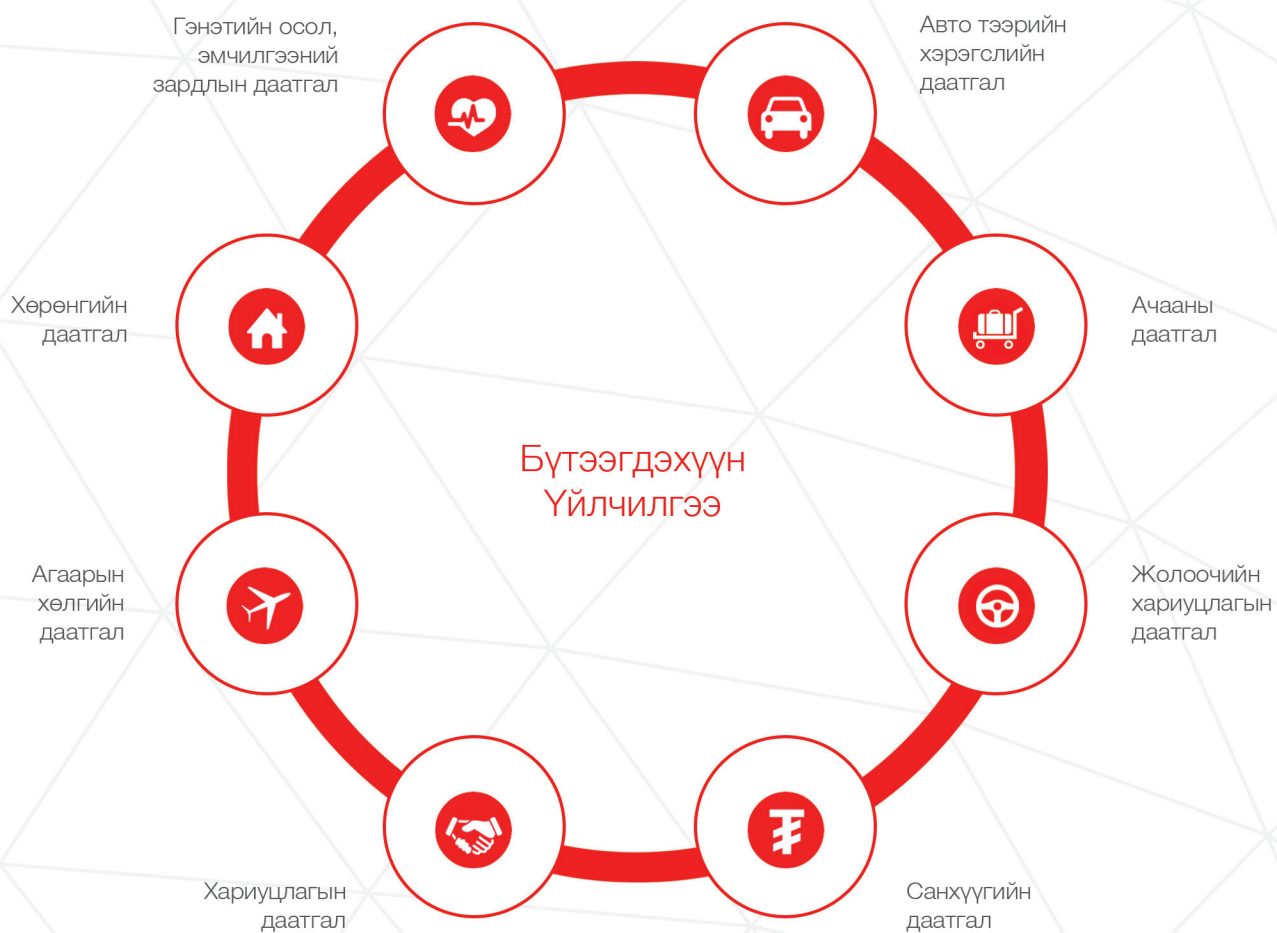 Гэнэтийн осол,
эмчилгээний
зардлын даатгал
Авто тээрийн
хэрэгслийн
даатгал
Хөрөнгийн
даатгал
Ачааны
даатгал
Бүтээгдэхүүн
Үйлчилгээ
Агаарын
хөлгийн
даатгал
Жолоочийн
хариуцлагын
даатгал
Хариуцлагын
даатгал
Санхүүгийн
даатгал